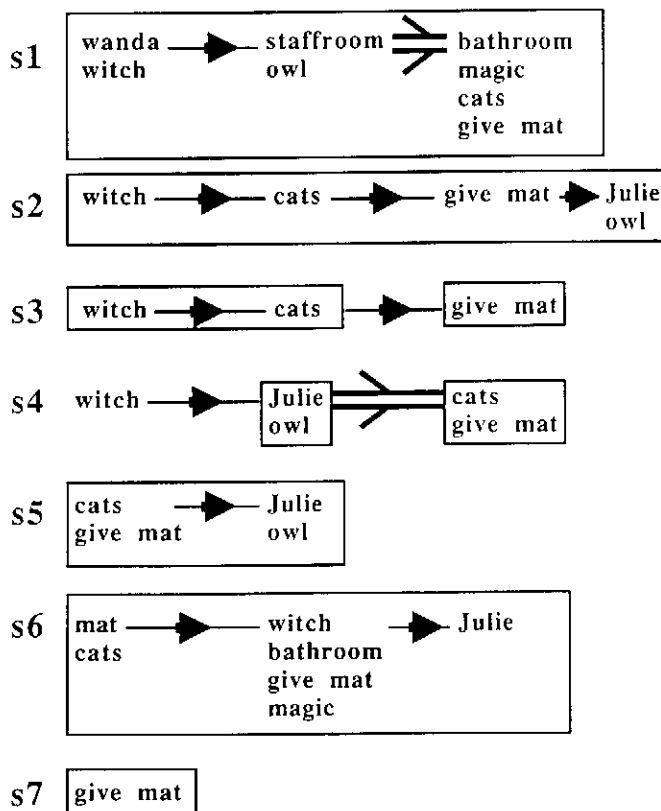 s1
wanda staffroom bathroom
witch owl magic
cats
give mat
s2
witch cats give mat Julie
owl
s3
witch cats give mat
s4
witch Julie cats
owl give mat
s5
cats Julie
give mat owl
s6
mat witch Julie
cats bathroom
give mat
magic
s7
give mat